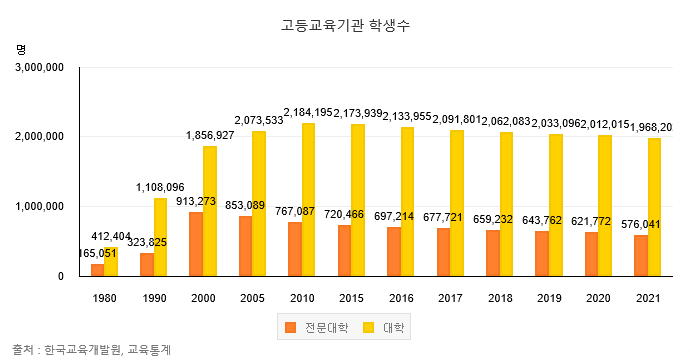 고등교육기관 학생수
명
3,000,000
2,000,000
1,000,000
0
412,404 1,108,096 1,856,927 2,073,533 2,184,195 2,173,939 2,133,955 2,091,801 2,062,083 2,033,096 2,012,015
165,051 323,825 913,273 853,089 767,087 720,466 697,214 677,721 659,232 643,762 621,772 576,041
1980 1990 2000 2005 2010 2015 2016 2017 2018 2019 2020 2021
전문대학 대학
출처 : 한국교육개발원, 교육통계